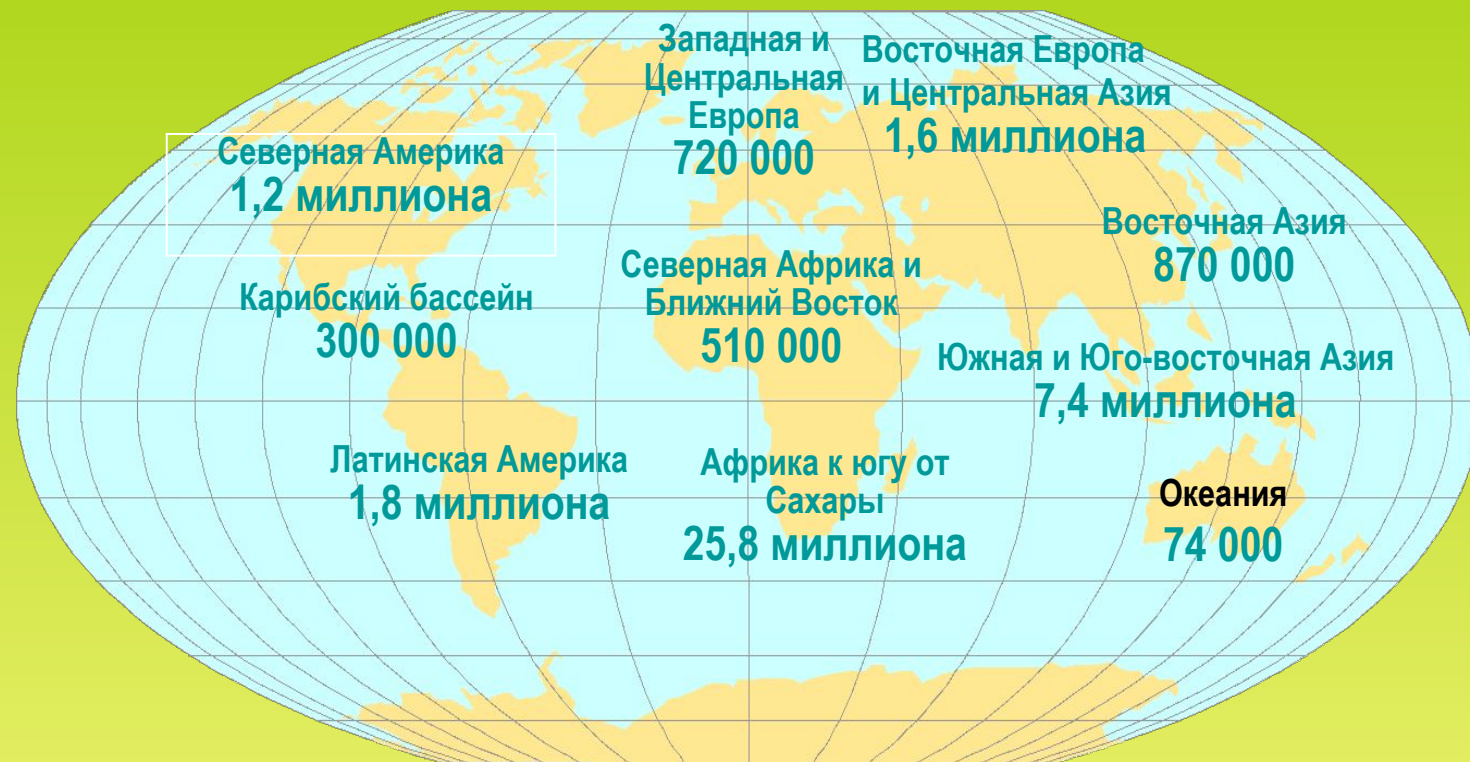 Западная и
Центральная
Европа
720 000
Восточная Европа
и Центральная Азия
1,6 миллиона
Северная Америка
1,2 миллиона
Восточная Азия
870 000
Северная Африка и
Ближний Восток
510 000
Карибский бассейн
300 000
Южная и Юго-восточная Азия
7,4 миллиона
Латинская Америка
1,8 миллиона
Африка к югу от
Сахары
25,8 миллиона
Океания
74 000